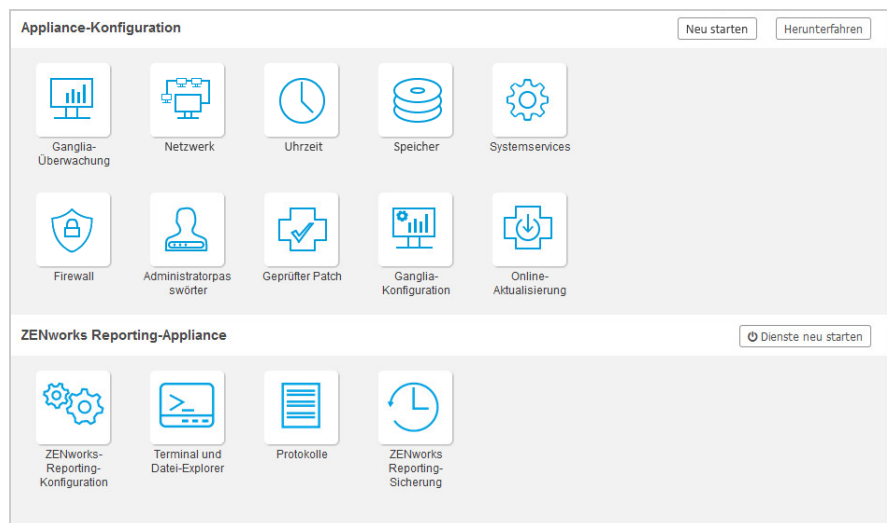 Appliance-Konfiguration
Neu starten
Herunterfahren
Ganglia-
Überwachung
Netzwerk
Uhrzeit
Speicher
Systemservices
Firewall
Administratorpas
swörter
Geprüfter Patch
Ganglia-
Konfiguration
Online-
Aktualisierung
ZENworks Reporting-Appliance
Dienste neu starten
ZENworks-
Reporting-
Konfiguration
Terminal und
Datei-Explorer
Protokolle
ZENworks
Reporting-
Sicherung